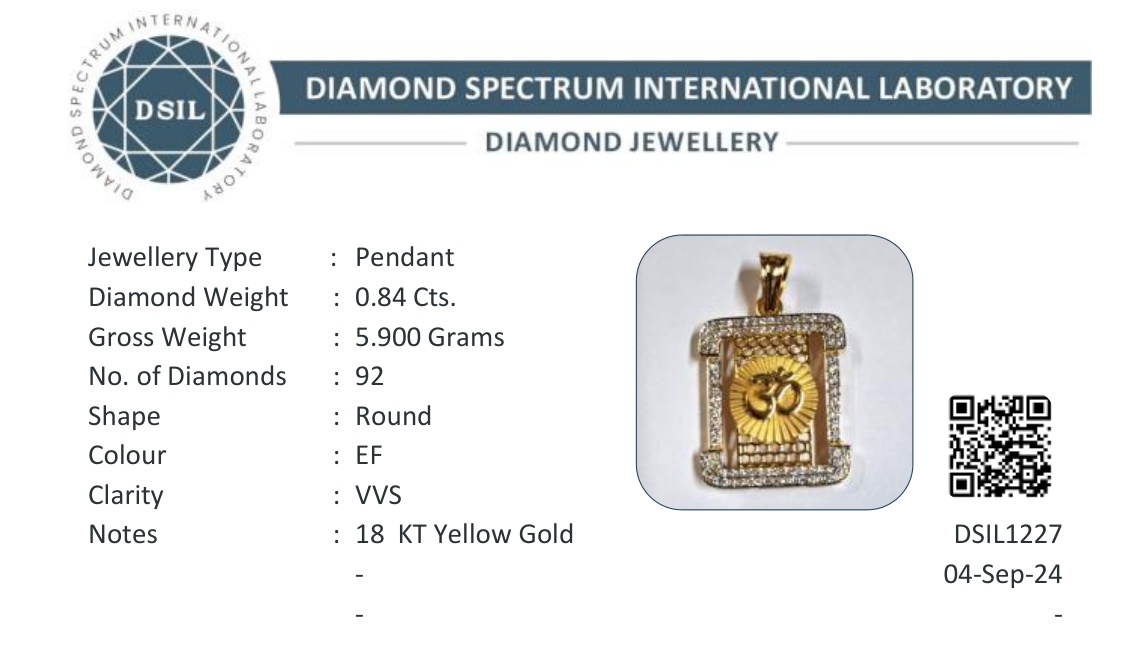 DIAMOND SPECTRUM INTERNATIONAL LABORATORY
DSIL
DIAMOND SPECTRUM INTERNATIONAL LABORATORY
DIAMOND JEWELLERY
Jewellery Type : Pendant
Diamond Weight : 0.84 Cts.
Gross Weight : 5.900 Grams
No. of Diamonds : 92
Shape : Round
Colour : EF
Clarity : VVS
Notes : 18 KT Yellow Gold
-
-
ॐ
DSIL1227
04-Sep-24
-